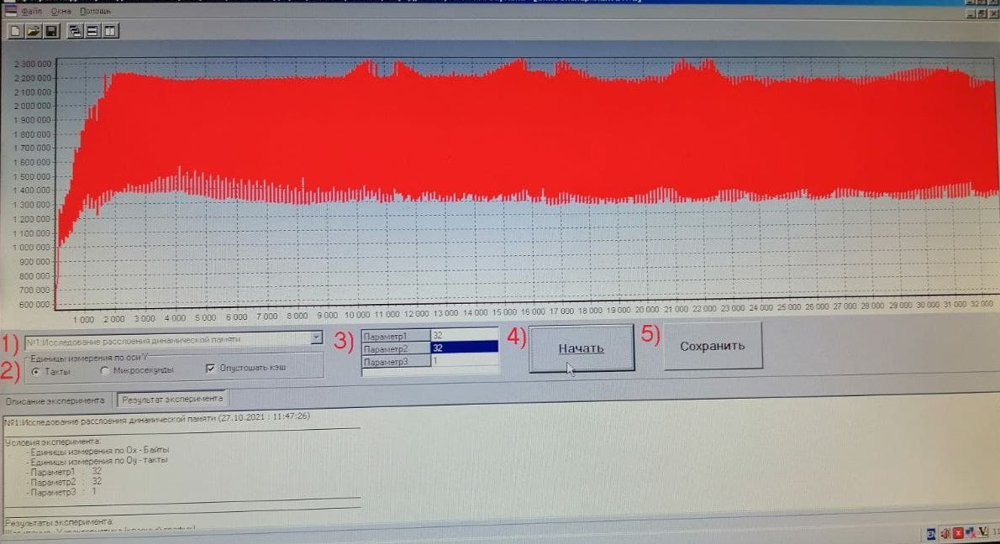 Файл Окна Помощь
2 300 000
2 200 000
2 100 000
2 000 000
1 900 000
1 800 000
1 700 000
1 600 000
1 500 000
1 400 000
1 300 000
1 200 000
1 100 000
1 000 000
900 000
800 000
700 000
600 000
1 000 2 000 3 000 4 000 5 000 6 000 7 000 8 000 9 000 10 000 11 000 12 000 13 000 14 000 15 000 16 000 17 000 18 000 19 000 20 000 21 000 22 000 23 000 24 000 25 000 26 000 27 000 28 000 29 000 30 000 31 000 32 000
1) №1:Исследование расслоения динамической памяти
2) Единицы измерения по оси Y
Такты Микросекунды Опустошать кэш
3) Параметр1 32
Параметр2 32
Параметр3 1
4) Начать
5) Сохранить
Описание эксперимента Результат эксперимента
№1:Исследование расслоения динамической памяти (27.10.2021 : 11:47:26)
Условия эксперимента:
- Единицы измерения по Ox - Байты
- Единицы измерения по Oy - такты
- Параметр1 : 32
- Параметр2 : 32
- Параметр3 : 1
Результаты эксперимента:
EN